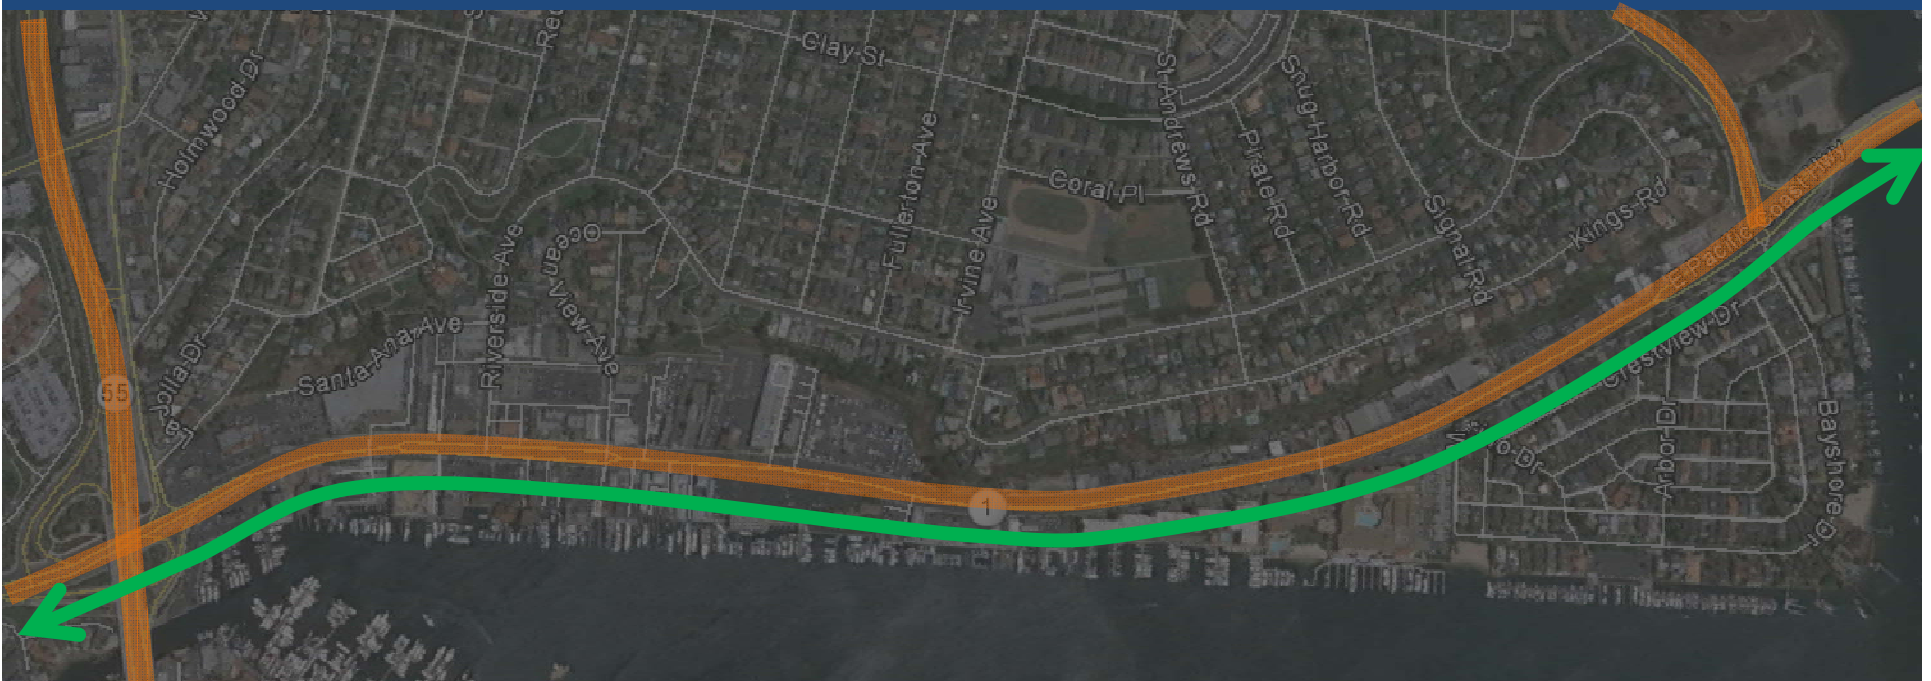 Clay St
Holmwood Dr
St Andrews Rd
Snug Harbor Rd
Pirate Rd
Fullerton Ave
Coral Pl
Irvine Ave
Signal Rd
Kings Rd
E Pacific Coast Hwy
Riverside Ave
Ocean View Ave
Santa Ana Ave
La Jolla Dr
55
1
Crestview Dr
Arbor Dr
Bayshore Dr